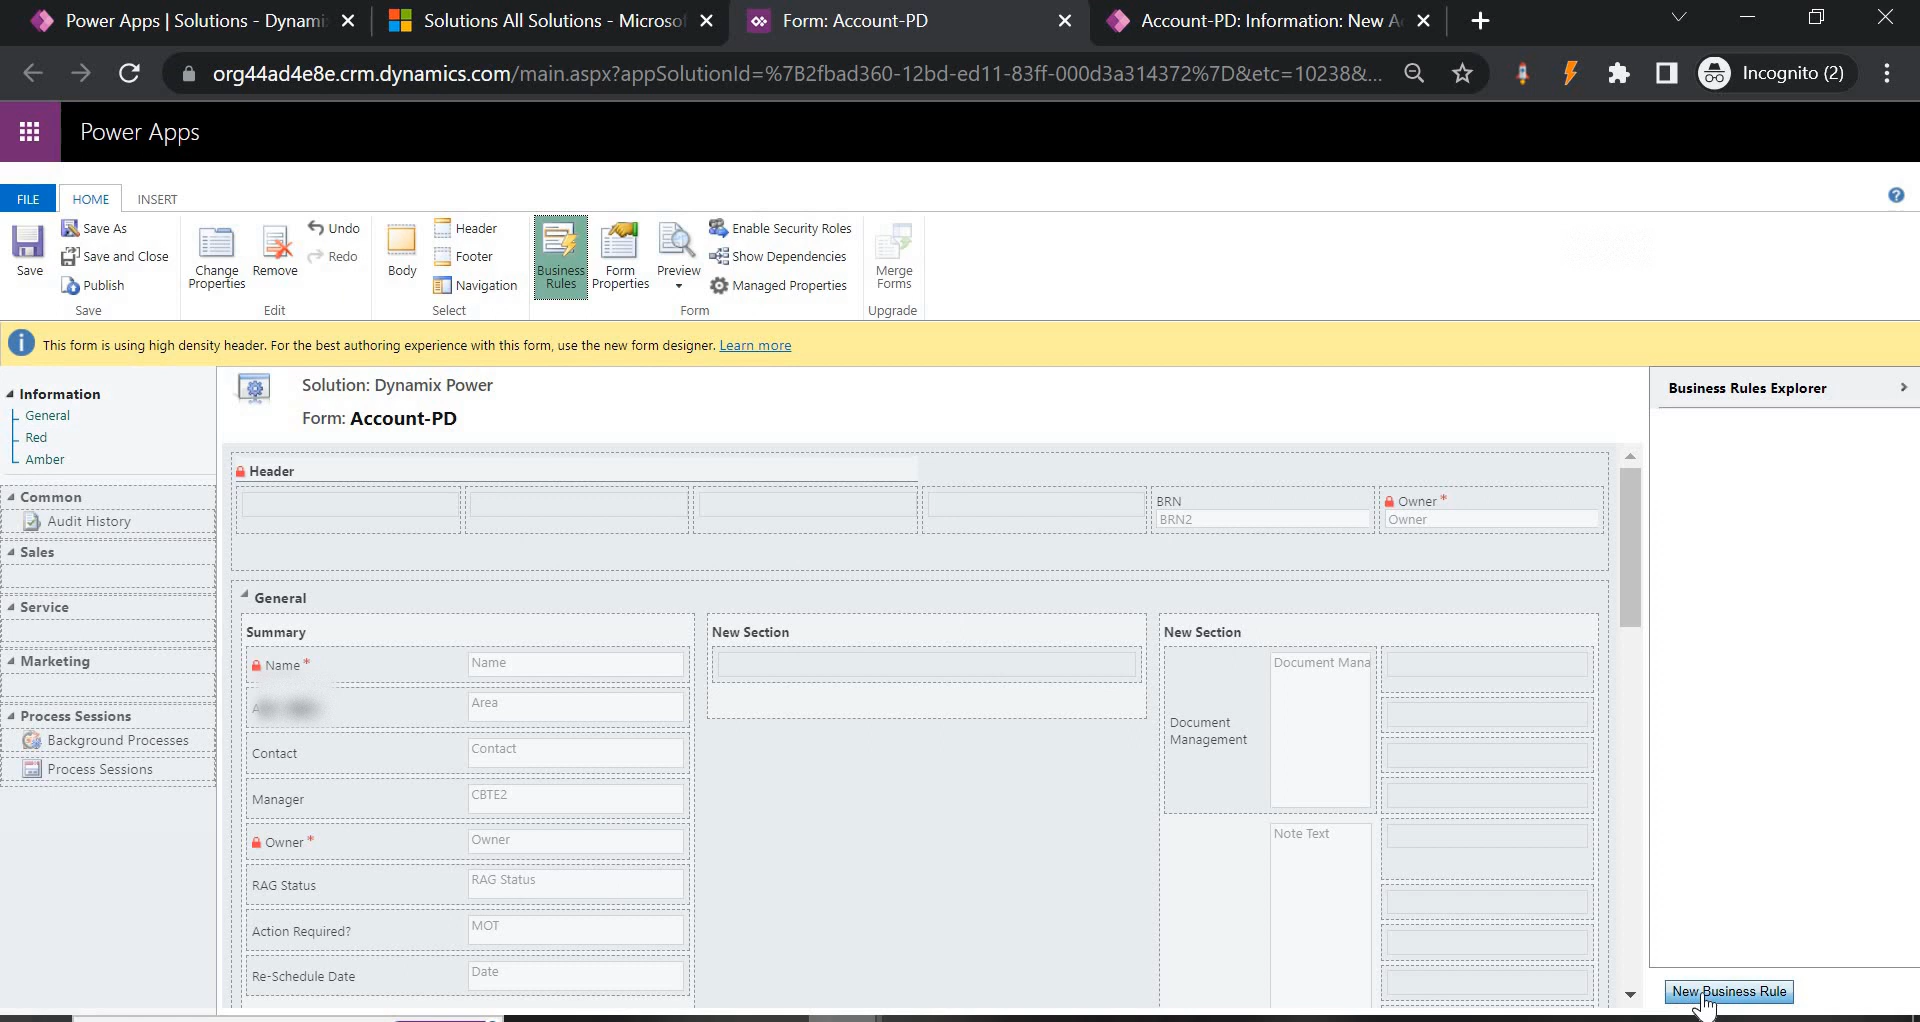 Power Apps | Solutions - Dynami
Solutions All Solutions - Microsof
Form: Account-PD
Account-PD: Information: New A
org44ad4e8e.crm.dynamics.com/main.aspx?appSolutionId=%7B2fbad360-12bd-ed11-83ff-000d3a314372%7D&etc=10238&...
Incognito (2)
Power Apps
FILE HOME INSERT
Save
Save As
Save and Close
Publish
Save
Change Properties
Remove
Undo
Redo
Edit
Body
Header
Footer
Navigation
Select
Business Rules
Form Properties
Preview
Enable Security Roles
Show Dependencies
Managed Properties
Form
Merge Forms
Upgrade
This form is using high density header. For the best authoring experience with this form, use the new form designer. Learn more
Information
General
Red
Amber
Common
Audit History
Sales
Service
Marketing
Process Sessions
Background Processes
Process Sessions
Solution: Dynamix Power
Form: Account-PD
Header
BRN
BRN2
Owner *
Owner
General
Summary
Name *
Name
Area
Contact
Contact
Manager
CBTE2
Owner *
Owner
RAG Status
RAG Status
Action Required?
MOT
Re-Schedule Date
Date
New Section
New Section
Document Management
Document Mana
Note Text
Business Rules Explorer
New Business Rule